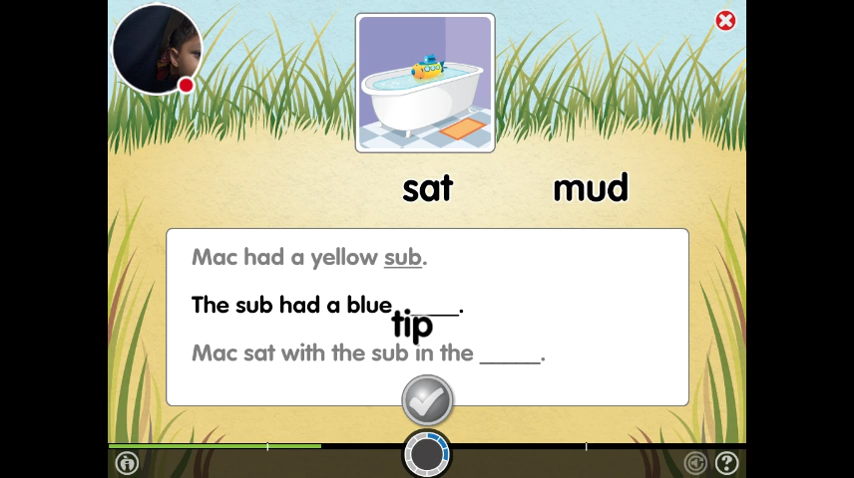 sat mud
Mac had a yellow sub.
The sub had a blue _____.
tip
Mac sat with the sub in the _____.